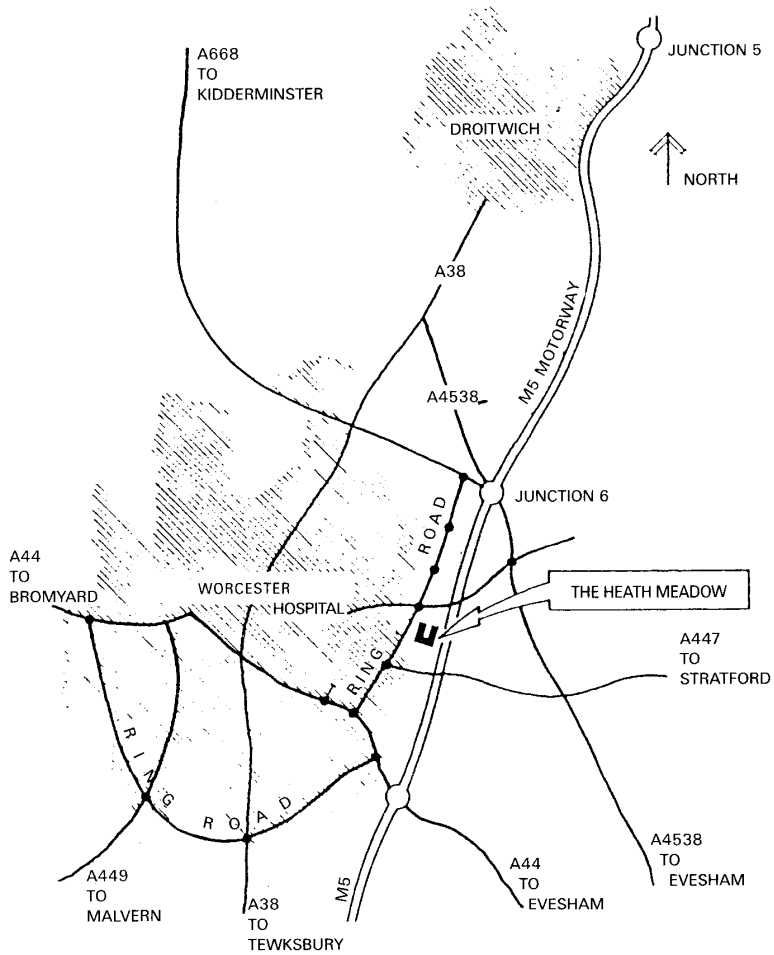 JUNCTION 5
A668
TO
KIDDERMINSTER
DROITWICH
NORTH
A38
M5 MOTORWAY
A4538
JUNCTION 6
ROAD
A44
TO
BROMYARD
WORCESTER
HOSPITAL
THE HEATH MEADOW
RING
A447
TO
STRATFORD
RING ROAD
A4538
TO
EVESHAM
A44
TO
EVESHAM
M5
A449
TO
MALVERN
A38
TO
TEWKSBURY